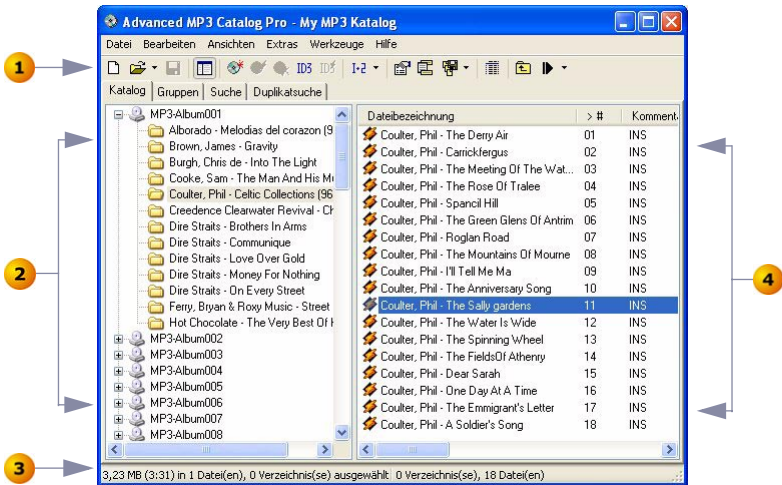 Advanced MP3 Catalog Pro - My MP3 Katalog
Datei Bearbeiten Ansichten Extras Werkzeuge Hilfe
1
ID3 ID3 I+2
Katalog Gruppen Suche Duplikatsuche
MP3-Album001
Alborado - Melodias del corazon (9
Brown, James - Gravity
Burgh, Chris de - Into The Light
Cooke, Sam - The Man And His Mu
Coulter, Phil - Celtic Collections (96
Creedence Clearwater Revival - Ch
Dire Straits - Brothers In Arms
Dire Straits - Communique
Dire Straits - Love Over Gold
Dire Straits - Money For Nothing
Dire Straits - On Every Street
Ferry, Bryan & Roxy Music - Street
Hot Chocolate - The Very Best Of H
MP3-Album002
MP3-Album003
MP3-Album004
MP3-Album005
MP3-Album006
MP3-Album007
MP3-Album008
2
Dateibezeichnung > # Kommenta
Coulter, Phil - The Derry Air 01 INS
Coulter, Phil - Carrickfergus 02 INS
Coulter, Phil - The Meeting Of The Wat... 03 INS
Coulter, Phil - The Rose Of Tralee 04 INS
Coulter, Phil - Spancil Hill 05 INS
Coulter, Phil - The Green Glens Of Antrim 06 INS
Coulter, Phil - Roglan Road 07 INS
Coulter, Phil - The Mountains Of Mourne 08 INS
Coulter, Phil - I'll Tell Me Ma 09 INS
Coulter, Phil - The Anniversary Song 10 INS
Coulter, Phil - The Sally gardens 11 INS
Coulter, Phil - The Water Is Wide 12 INS
Coulter, Phil - The Spinning Wheel 13 INS
Coulter, Phil - The FieldsOf Athenry 14 INS
Coulter, Phil - Dear Sarah 15 INS
Coulter, Phil - One Day At A Time 16 INS
Coulter, Phil - The Emmigrant's Letter 17 INS
Coulter, Phil - A Soldier's Song 18 INS
4
3
3,23 MB (3:31) in 1 Datei(en), 0 Verzeichnis(se) ausgewählt 0 Verzeichnis(se), 18 Datei(en)